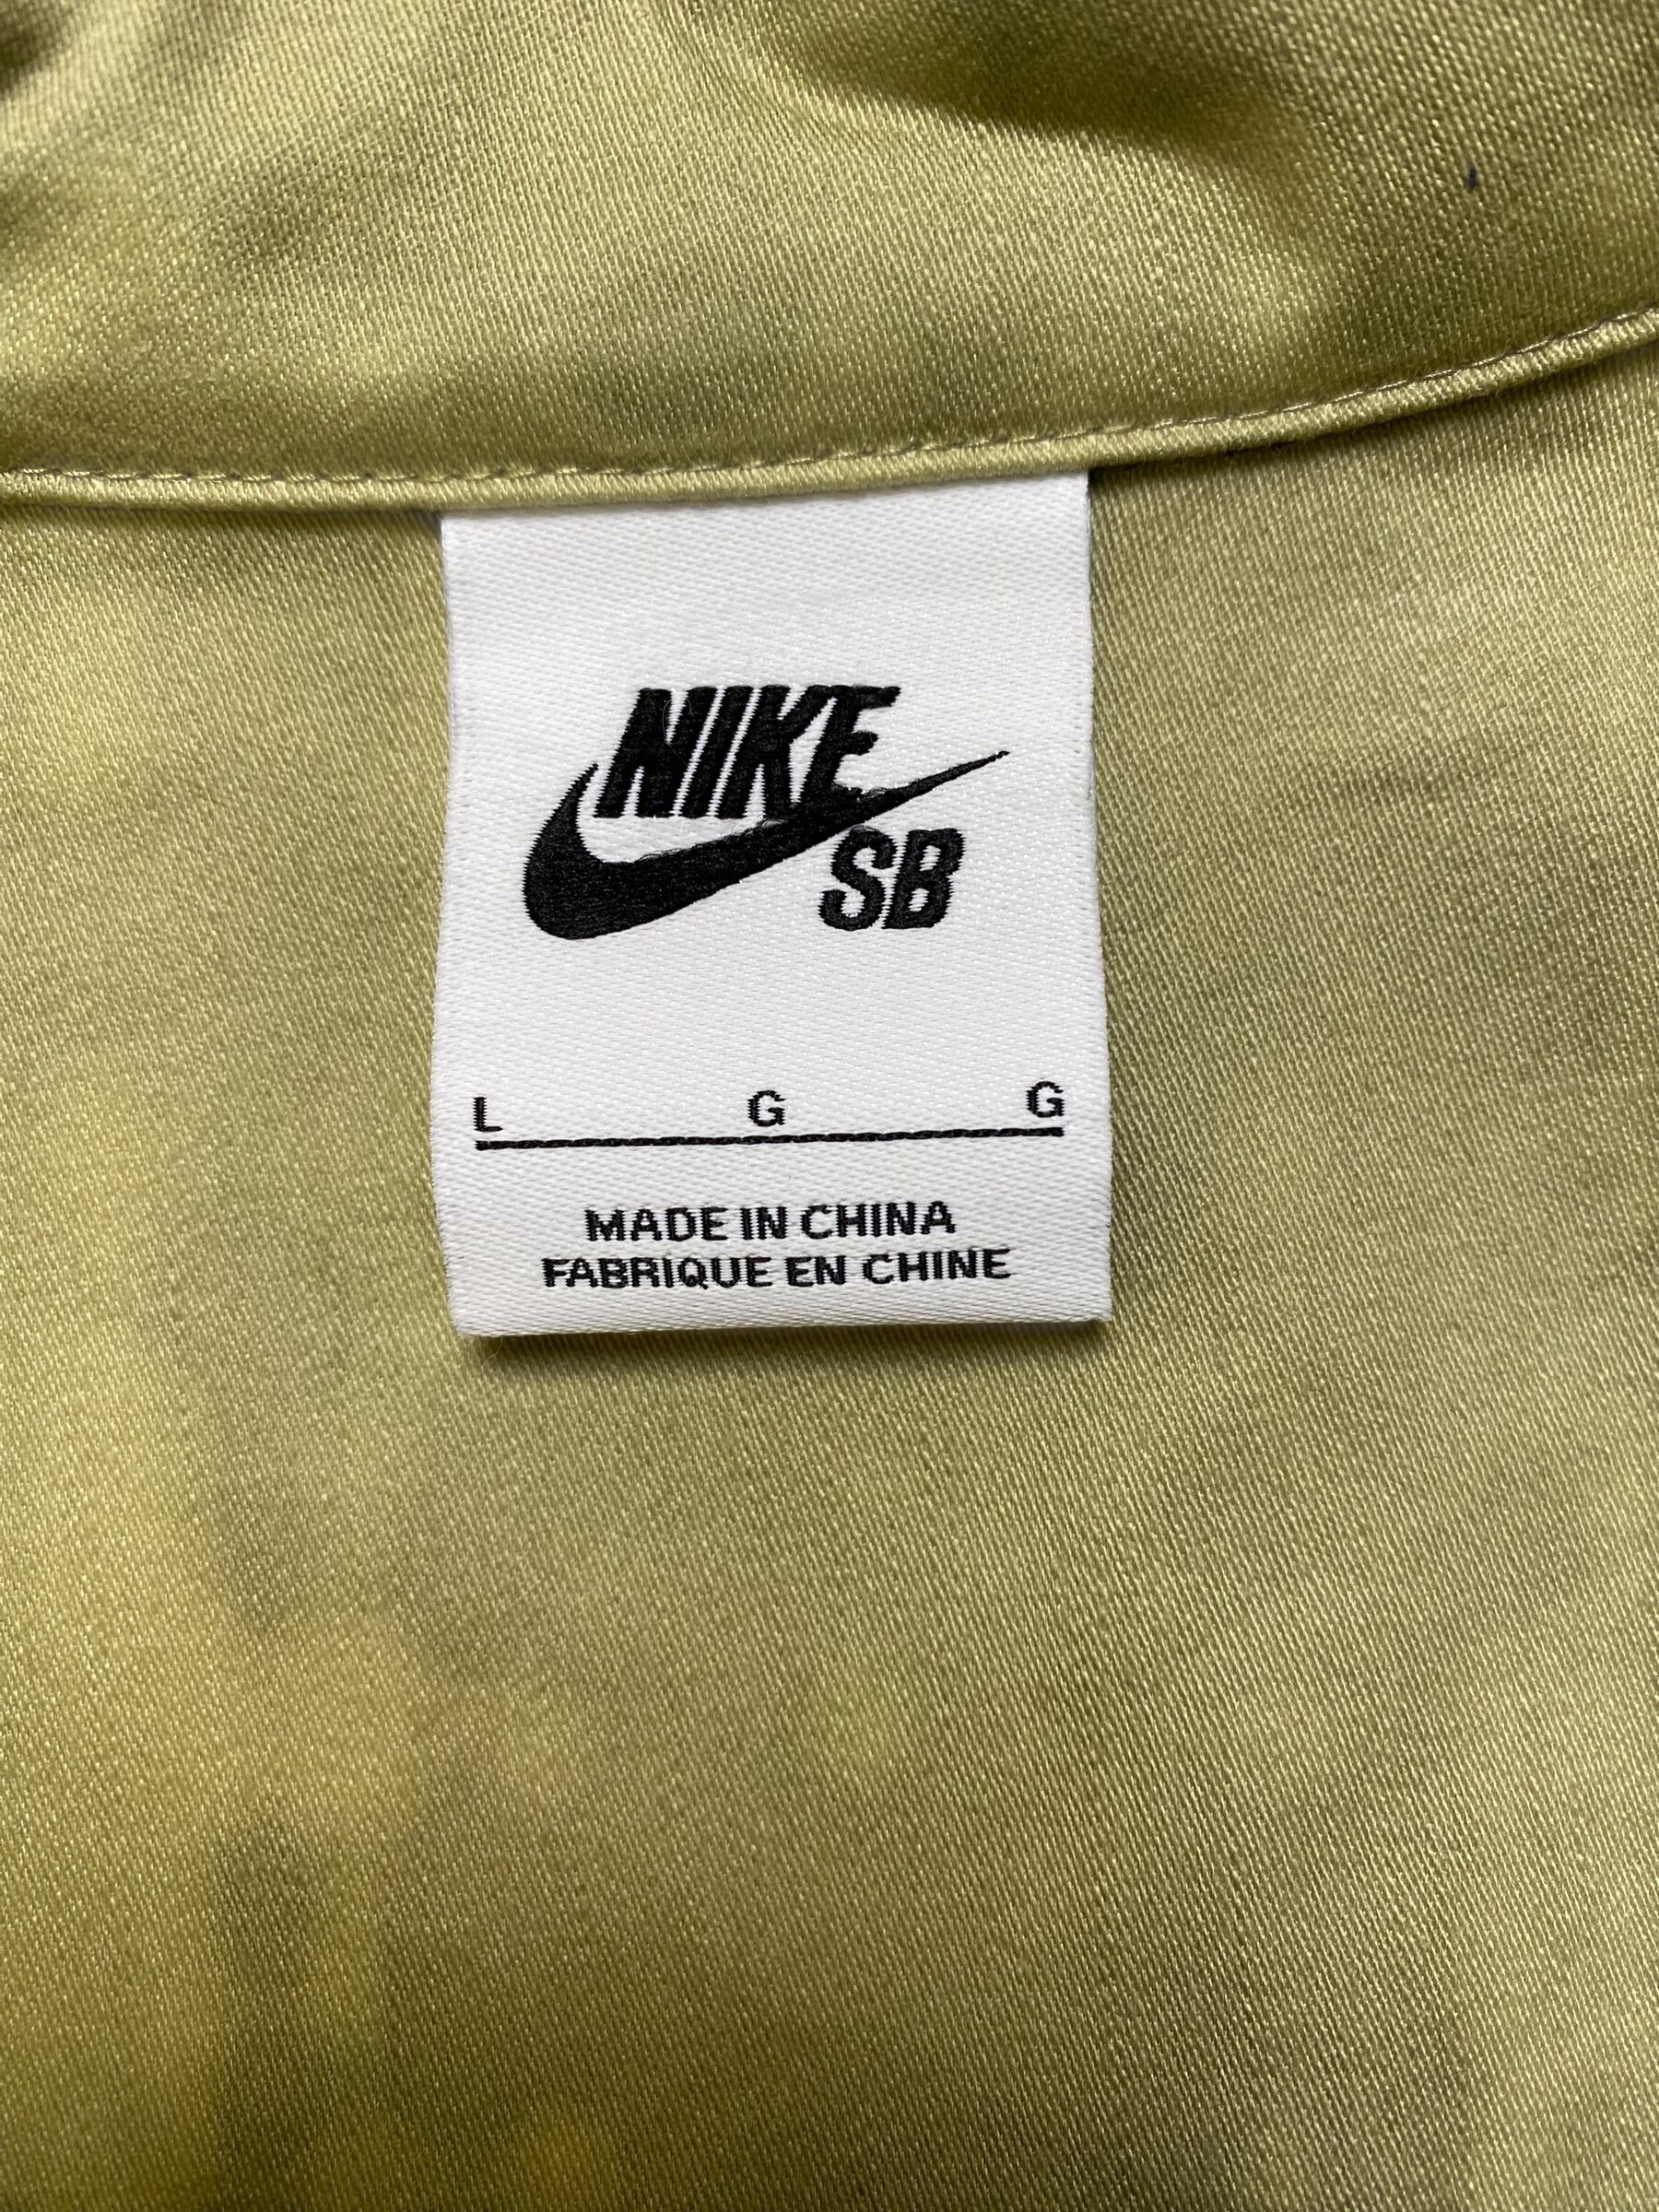 NIKE
SB
L G G
MADE IN CHINA
FABRIQUE EN CHINE